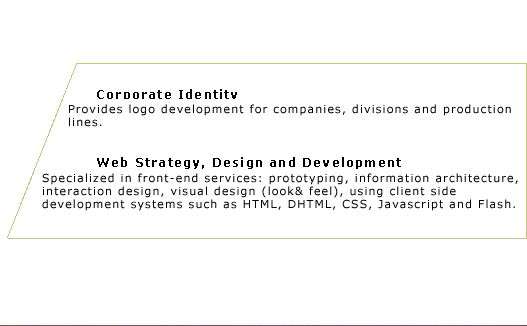 Corporate Identity
Provides logo development for companies, divisions and production
lines.
Web Strategy, Design and Development
Specialized in front-end services: prototyping, information architecture,
interaction design, visual design (look& feel), using client side
development systems such as HTML, DHTML, CSS, Javascript and Flash.